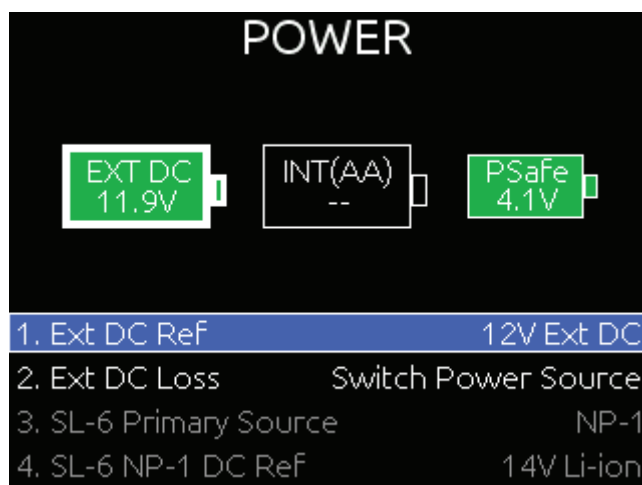 POWER
EXT DC
11.9V
INT(AA)
--
PSafe
4.1V
1. Ext DC Ref 12V Ext DC
2. Ext DC Loss Switch Power Source
3. SL-6 Primary Source NP-1
4. SL-6 NP-1 DC Ref 14V Li-ion